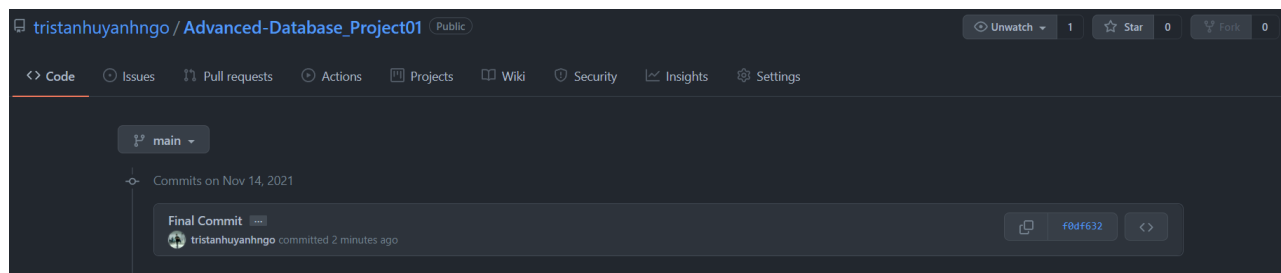 tristanhuyanhngo / Advanced-Database_Project01 Public Unwatch 1 Star 0 Fork 0
<> Code Issues Pull requests Actions Projects Wiki Security Insights Settings
main
Commits on Nov 14, 2021
Final Commit ...
tristanhuyanhngo committed 2 minutes ago f0df632 <>